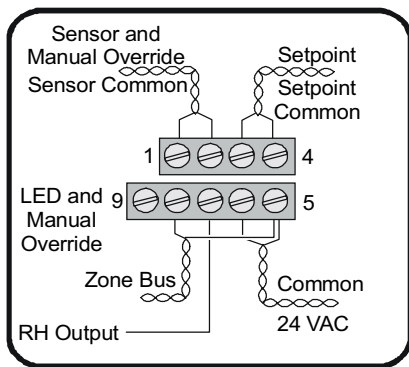 Sensor and
Manual Override
Sensor Common
Setpoint
Setpoint
Common
1
4
LED and
Manual
Override
9
5
Zone Bus
Common
24 VAC
RH Output